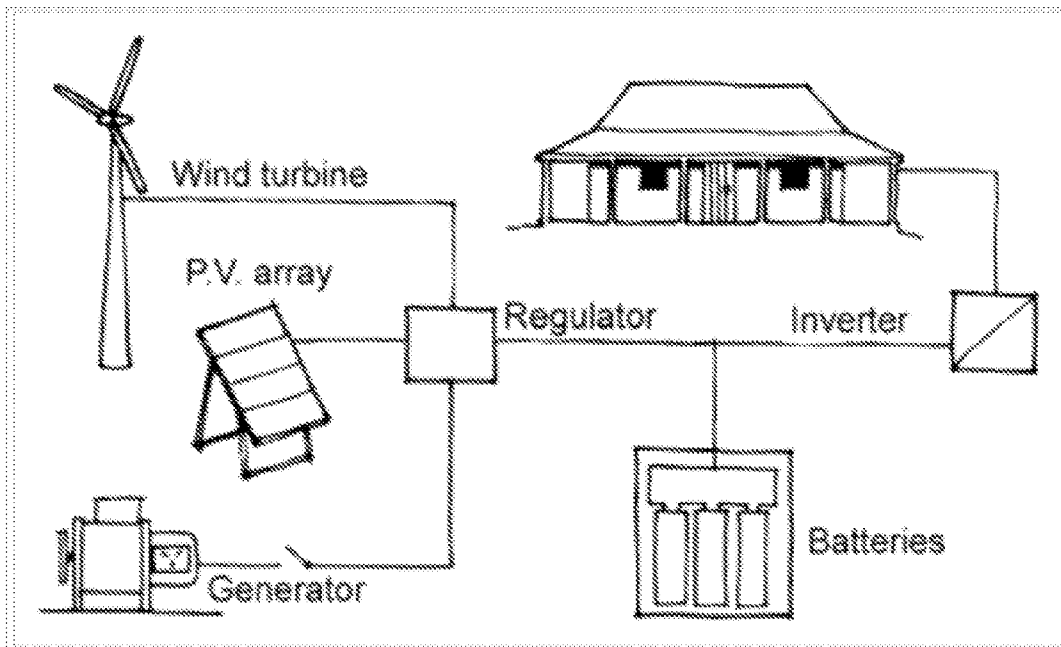 Wind turbine
P.V. array
Regulator
Inverter
Batteries
Generator